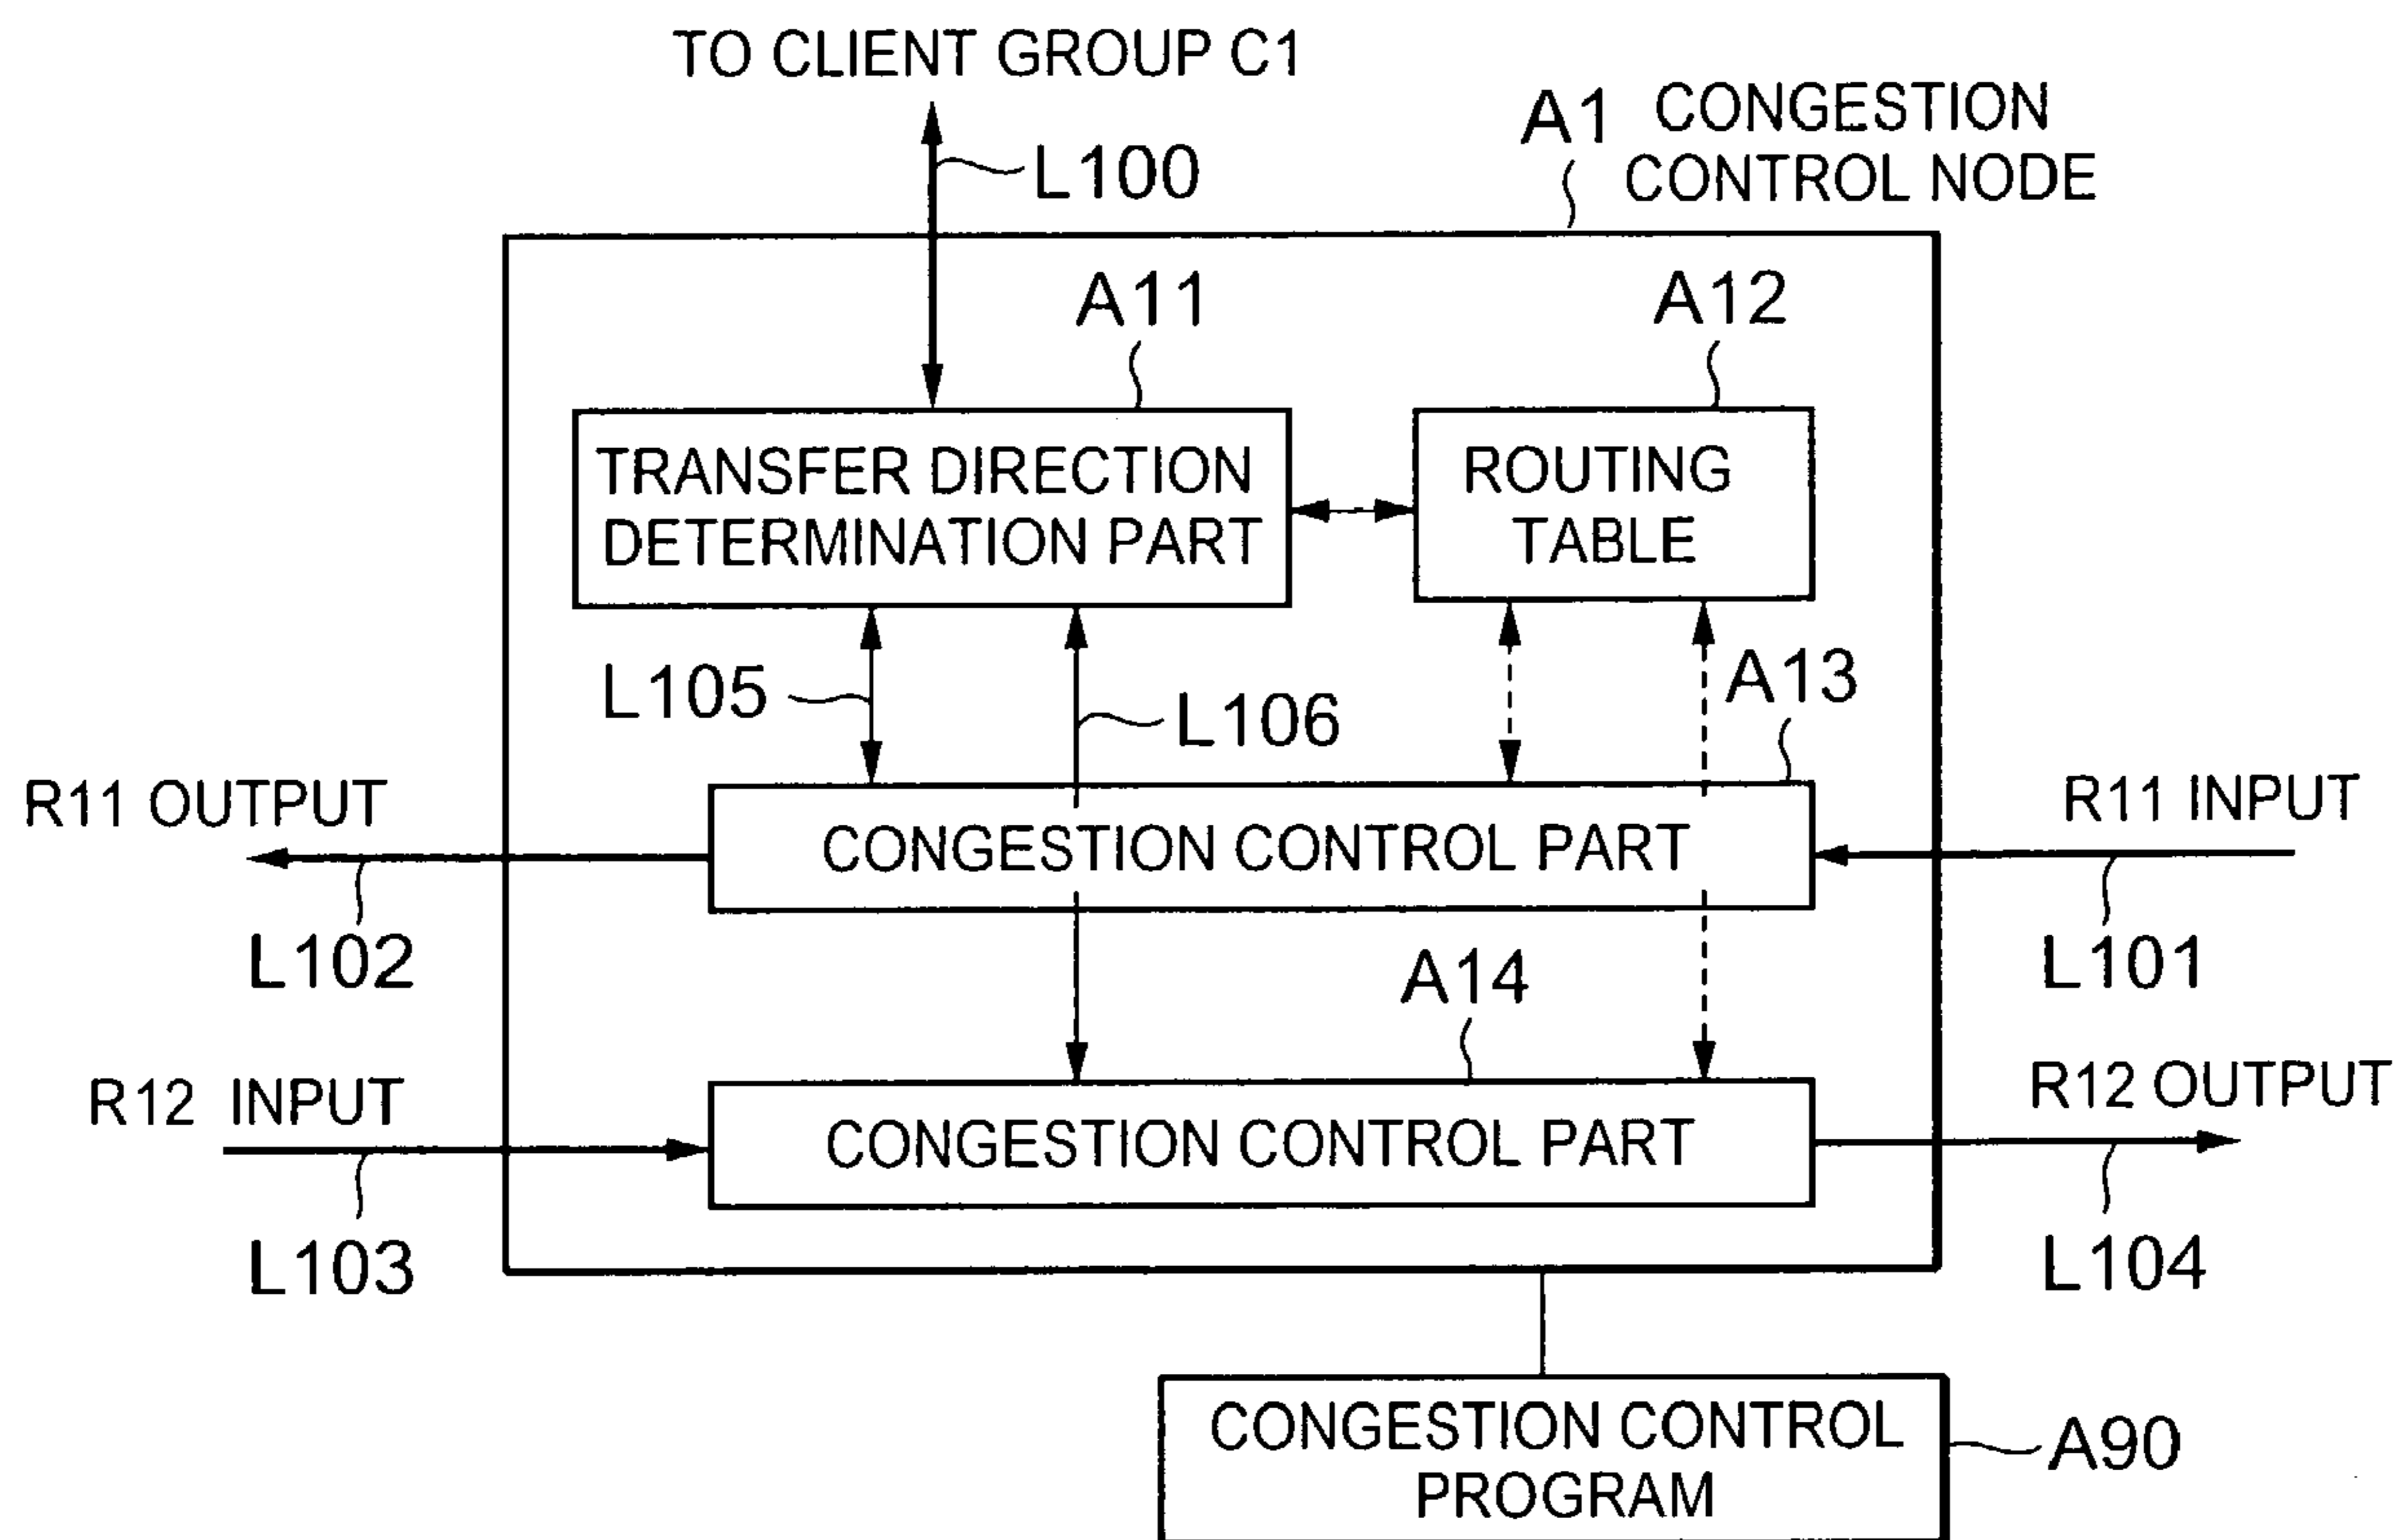 TO CLIENT GROUP C1
A1 CONGESTION
CONTROL NODE
L100
A11
A12
TRANSFER DIRECTION
DETERMINATION PART
ROUTING
TABLE
L105
L106
A13
R11 OUTPUT
R11 INPUT
CONGESTION CONTROL PART
L102
L101
A14
R12 INPUT
R12 OUTPUT
CONGESTION CONTROL PART
L103
L104
CONGESTION CONTROL
PROGRAM
A90